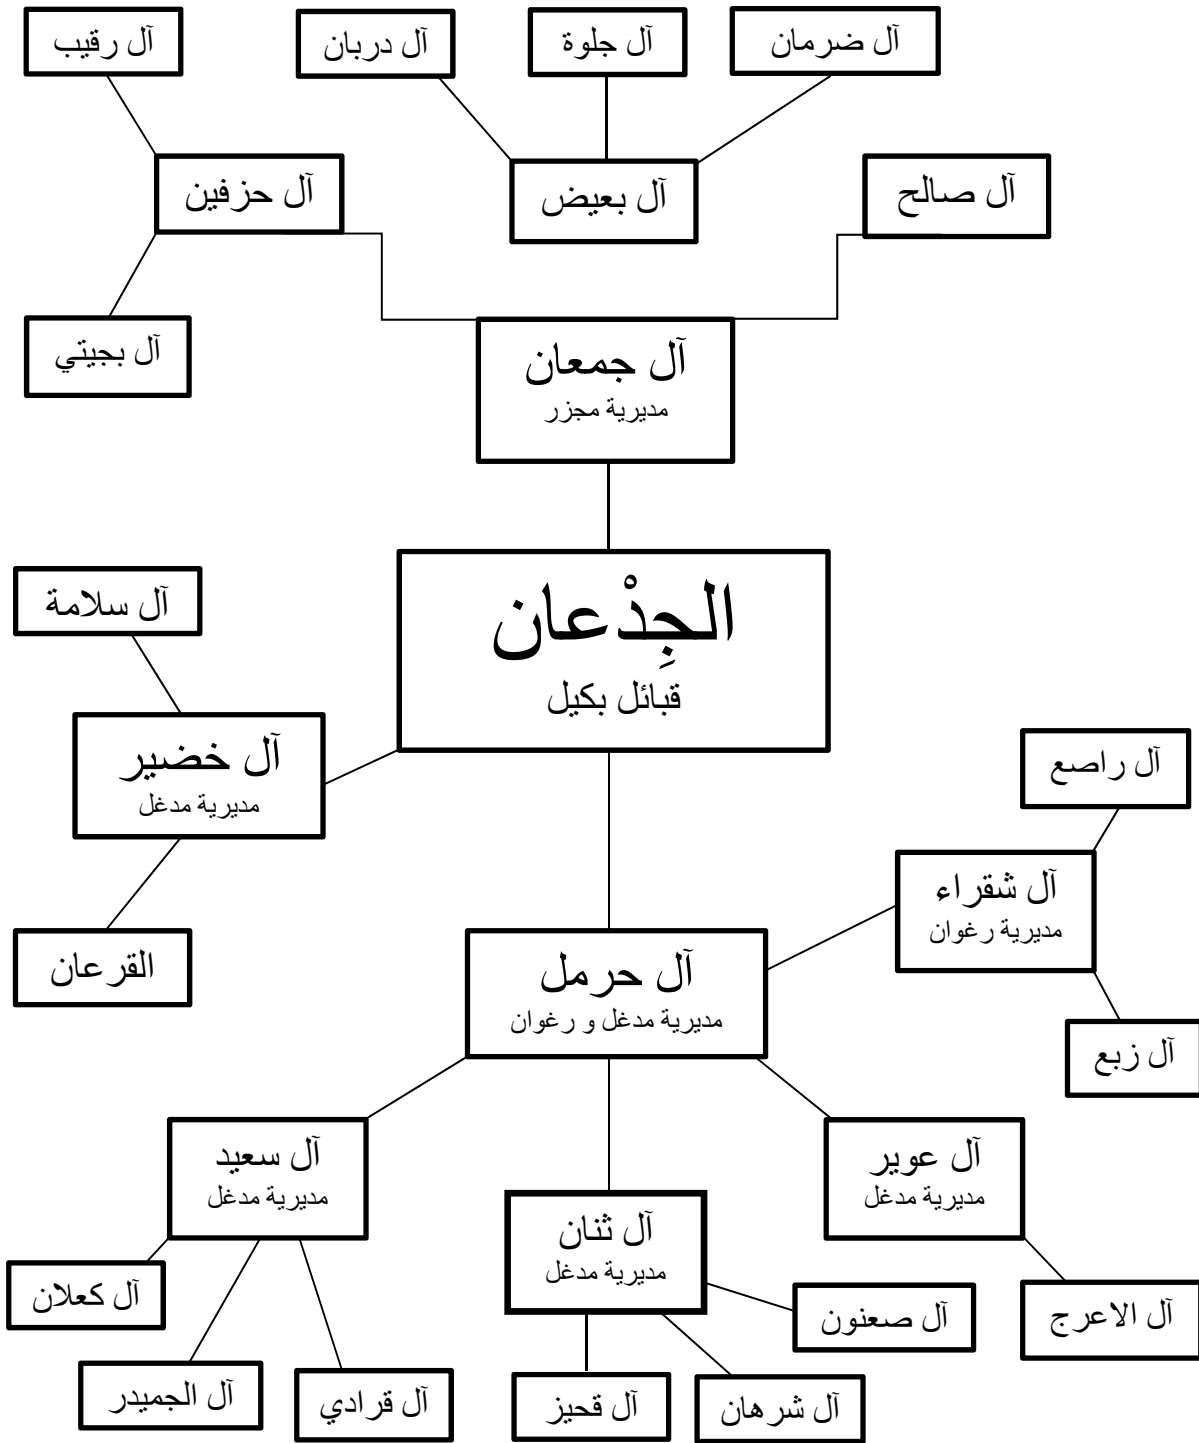 آل ضرمان
آل جلوة
آل دربان
آل رقيب
آل صالح
آل بعيض
آل حزفين
آل بجيتي
آل جمعان
مديرية مجزر
الجِدْعان
قبائل بكيل
آل سلامة
آل خضير
مديرية مدغل
القرعان
آل راصع
آل شقراء
مديرية رغوان
آل زبع
آل حرمل
مديرية مدغل و رغوان
آل عوير
مديرية مدغل
آل ثنان
مديرية مدغل
آل سعيد
مديرية مدغل
آل الاعرج
آل صعنون
آل شرهان
آل قحيز
آل قرادي
آل الجميدر
آل كعلان